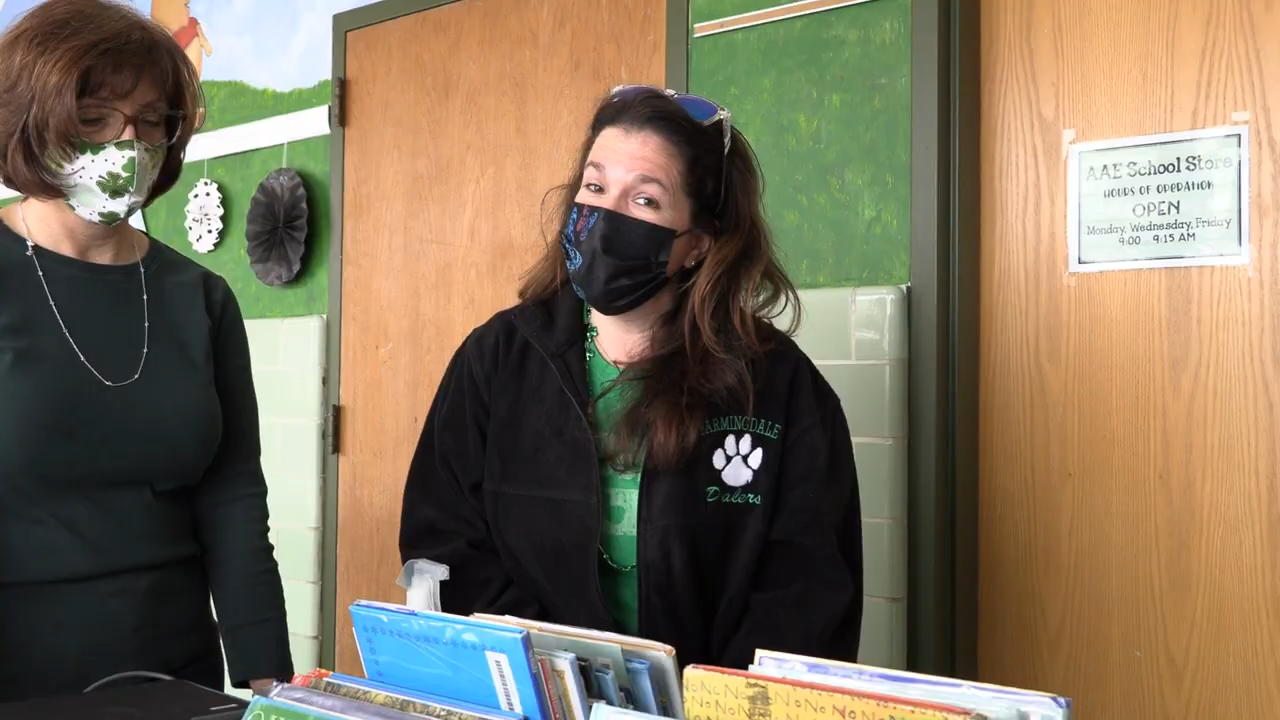 AAE School Store
HOURS OF OPERATION
OPEN
Monday, Wednesday, Friday
9:00 9:15 AM
FARMINGDALE
Dalers
No No No No No